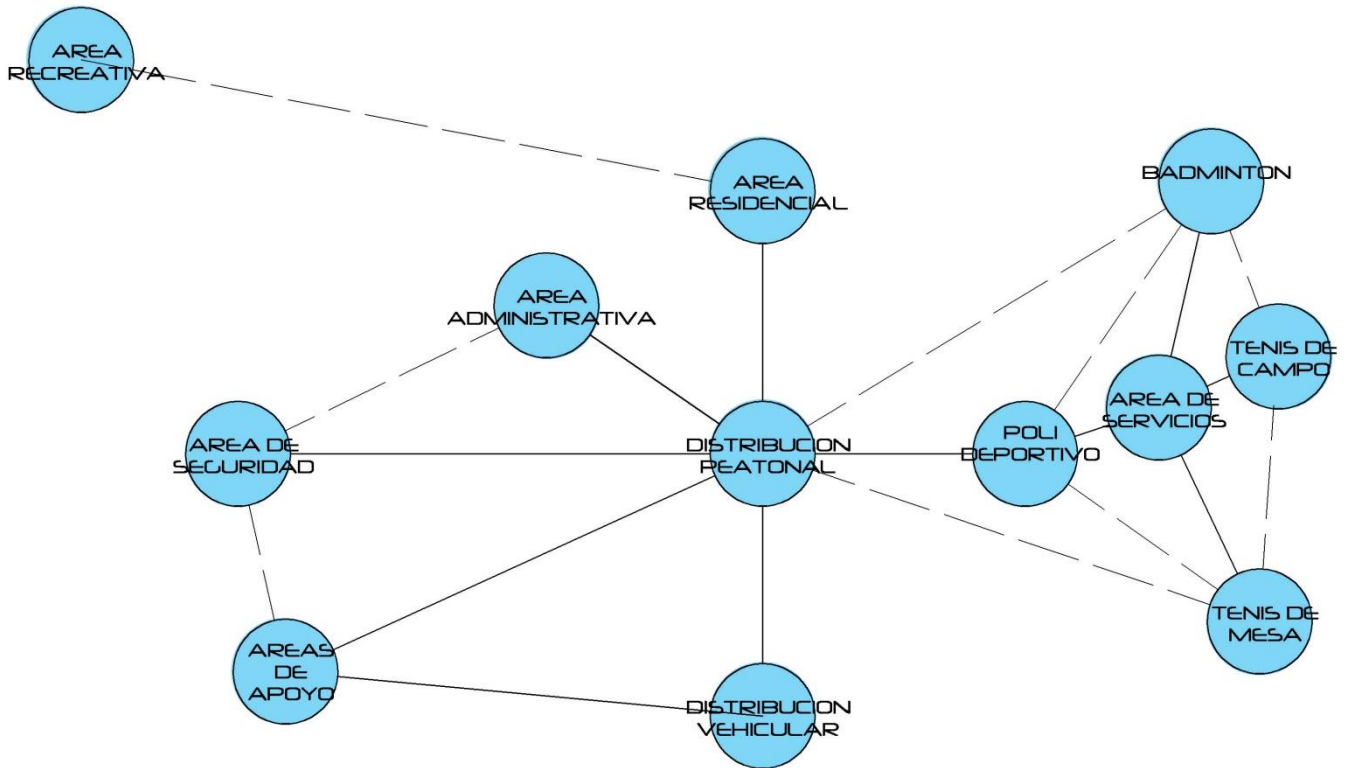 AREA
RECREATIVA
AREA
RESIDENCIAL
BADMINTON
AREA
ADMINISTRATIVA
TENIS DE
CAMPO
AREA DE
SERVICIOS
AREA DE
SEGURIDAD
DISTRIBUCION
PEATONAL
POLI
DEPORTIVO
TENIS DE
MESA
AREAS
DE
APOYO
DISTRIBUCION
VEHICULAR